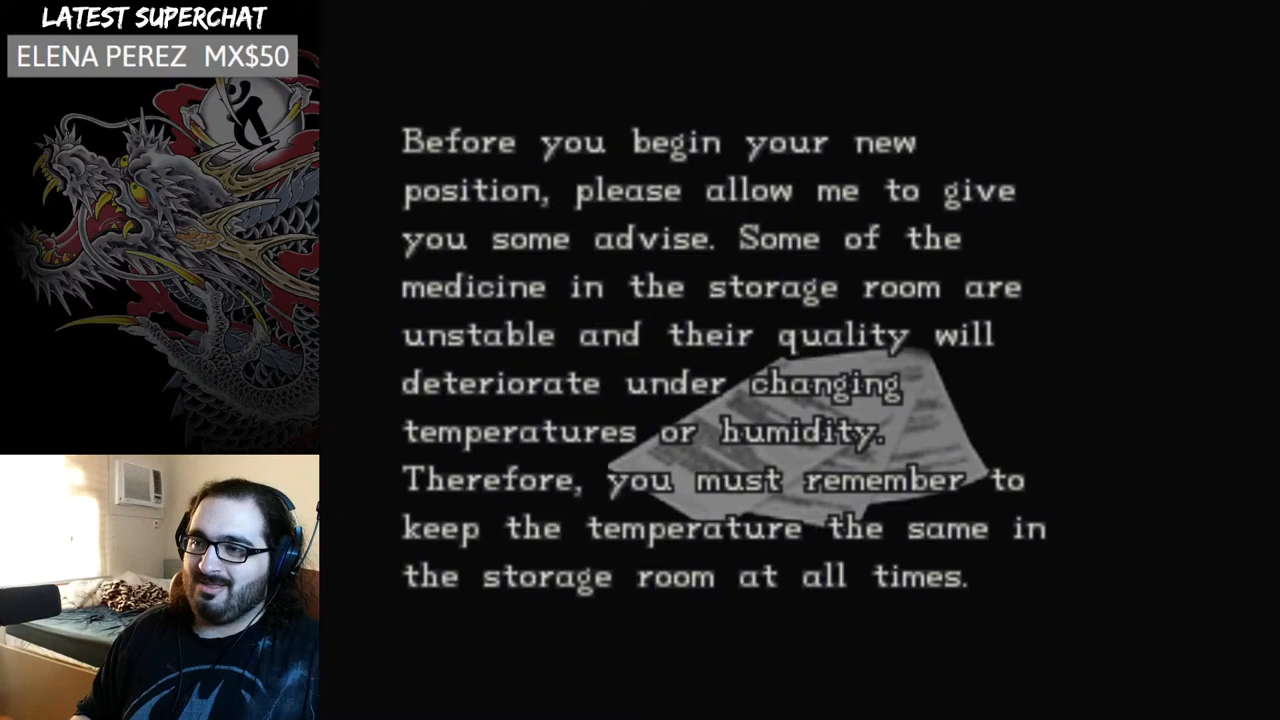 LATEST SUPERCHAT
ELENA PEREZ MX$50
Before you begin your new
position, please allow me to give
you some advise. Some of the
medicine in the storage room are
unstable and their quality will
deteriorate under changing
temperatures or humidity.
Therefore, you must remember to
keep the temperature the same in
the storage room at all times.